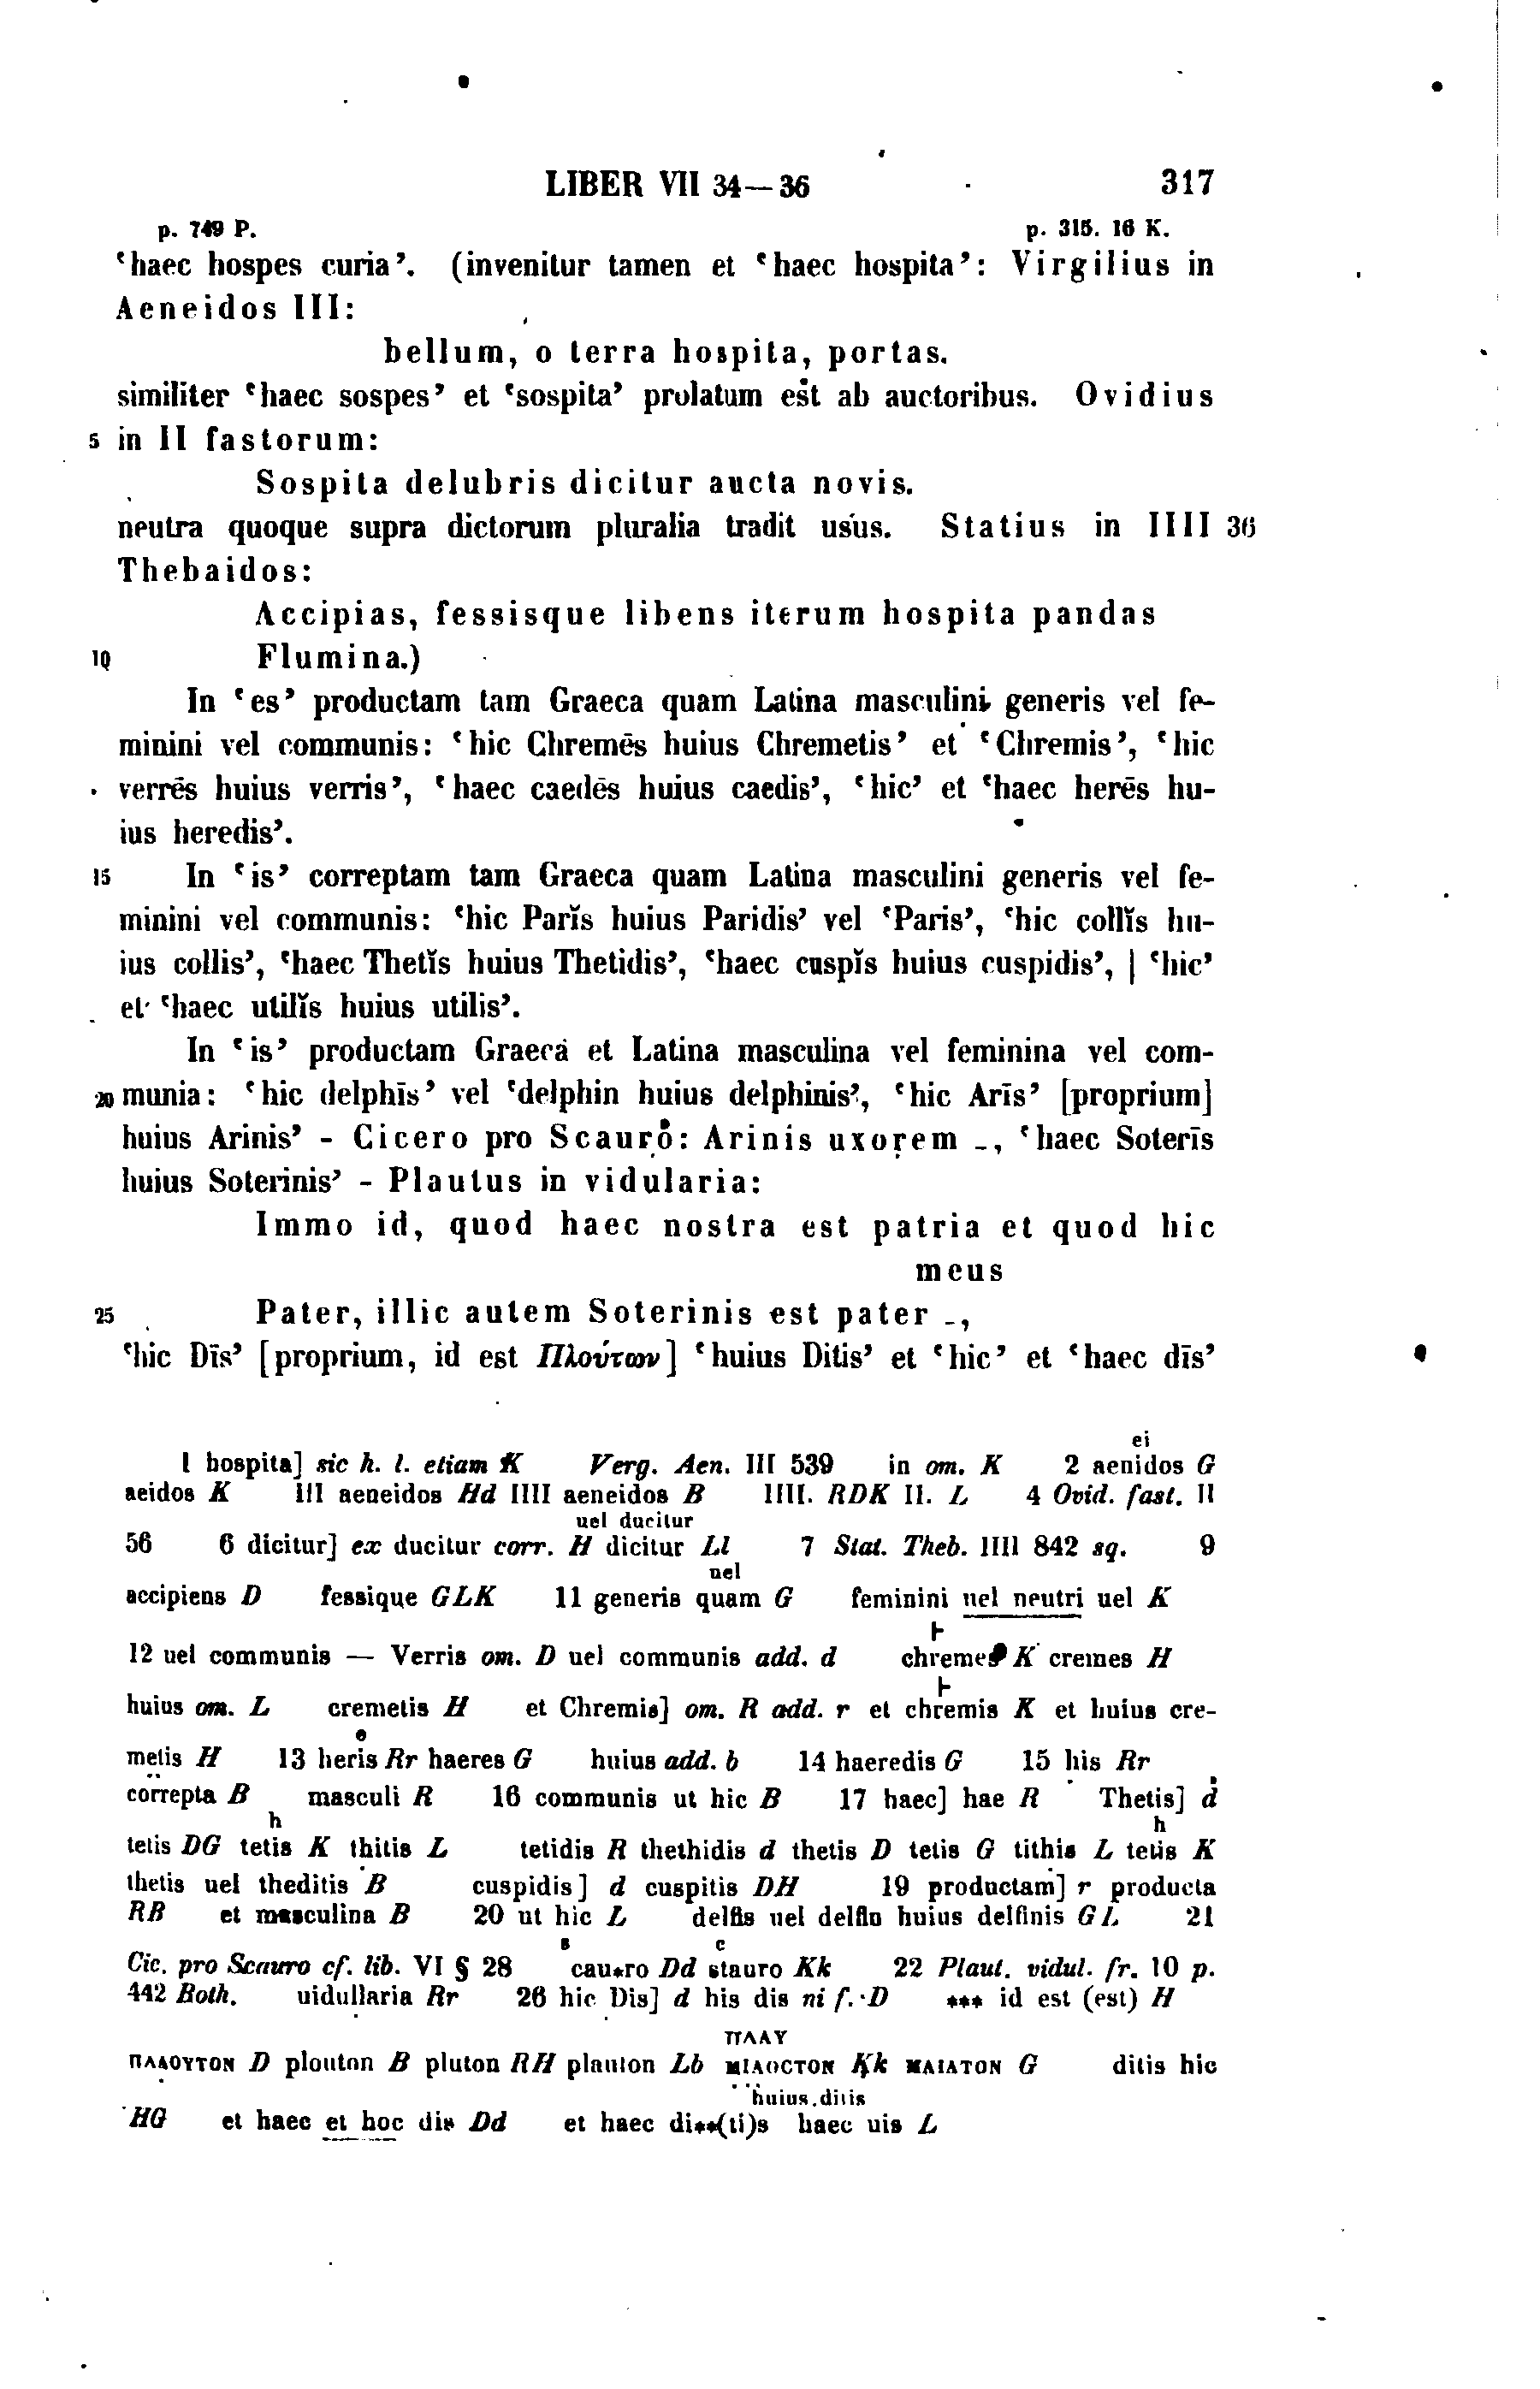 LIBER VII 34—36 317
p. 749 P. p. 315. 16 K.
‘haec hospes curia’. (invenitur tamen et ‘haec hospita’: Virgilius in
Aeneidos III:
bellum, o terra hospita, portas.
similiter ‘haec sospes’ et ‘sospita’ prolatum est ab auctoribus. Ovidius
5 in II fastorum:
Sospita delubris dicitur aucta novis.
neutra quoque supra dictorum pluralia tradit usus. Statius in IIII 36
Thebaidos:
Accipias, fessisque libens iterum hospita pandas
10 Flumina.)
In ‘es’ productam tam Graeca quam Latina masculini generis vel fe-
minini vel communis: ‘hic Chremēs huius Chremetis’ et ‘Chremis’, ‘hic
verrēs huius verris’, ‘haec caedēs huius caedis’, ‘hic’ et ‘haec herēs hu-
ius heredis’.
15 In ‘is’ correptam tam Graeca quam Latina masculini generis vel fe-
minini vel communis: ‘hic Parĭs huius Paridis’ vel ‘Paris’, ‘hic collĭs hu-
ius collis’, ‘haec Thetĭs huius Thetidis’, ‘haec cuspĭs huius cuspidis’, | ‘hic’
et ‘haec utilĭs huius utilis’.
In ‘is’ productam Graeca et Latina masculina vel feminina vel com-
20 munia: ‘hic delphīs’ vel ‘delphin huius delphinis’, ‘hic Arīs’ [proprium]
huius Arinis’ - Cicero pro Scauro: Arinis uxorem -, ‘haec Soterīs
huius Soterinis’ - Plautus in vidularia:
Immo id, quod haec nostra est patria et quod hic
meus
25 Pater, illic autem Soterinis est pater -,
‘hic Dīs’ [proprium, id est Πλούτων] ‘huius Ditis’ et ‘hic’ et ‘haec dīs’
ei
1 hospita] sic h. l. etiam K Verg. Aen. III 539 in om. K 2 aenidos G
aeidos K III aeneidos Hd IIII aeneidos B IIII. RDK II. L 4 Ovid. fast. II
uel ducitur
56 6 dicitur] ex ducitur corr. H dicitur Ll 7 Stat. Theb. IIII 842 sq. 9
uel
accipiens D fessique GLK 11 generis quam G feminini uel neutri uel K
⊢
12 uel communis — Verris om. D uel communis add. d chremes K cremes H
⊢
huius om. L cremetis H et Chremis] om. R add. r et chremis K et huius cre-
e
metis H 13 heris Rr haeres G huius add. b 14 haeredis G 15 his Rr
correpta B masculi R 16 communis ut hic B 17 haec] hae R Thetis] d
h h
tetis DG tetis K thitis L tetidis R thethidis d thetis D tetis G tithis L tetis K
thetis uel theditis B cuspidis] d cuspitis DH 19 productam] r producta
RB et masculina B 20 ut hic L delfis uel delfin huius delfinis GL 21
s c
Cic. pro Scauro cf. lib. VI § 28 cau*ro Dd stauro Kk 22 Plaut. vidul. fr. 10 p.
442 Both. uidullaria Rr 26 hic Dis] d his dis ni f. D *** id est (est) H
ΠΛΑΥ
ΠΛΔΟΥΤΟΝ D plouton B pluton RH plauton Lb ΜΙΛΟCΤΟΝ Kk ΜΑΙΑΤΟΝ G ditis hic
huius.ditis
HG et haec et hoc dis Dd et haec di**(ti)s haec uis L